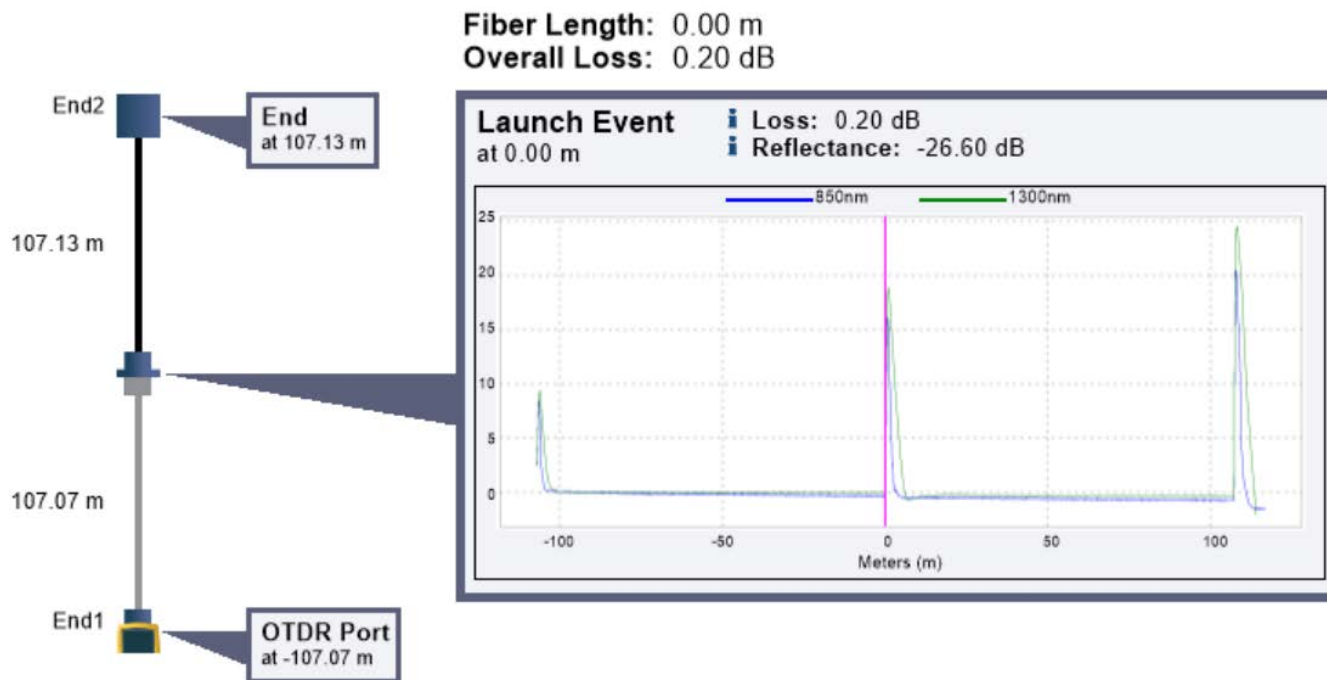 Fiber Length: 0.00 m
Overall Loss: 0.20 dB
End2
End
at 107.13 m
107.13 m
107.07 m
End1
OTDR Port
at -107.07 m
Launch Event
at 0.00 m
i Loss: 0.20 dB
i Reflectance: -26.60 dB
850nm 1300nm
25
20
15
10
5
0
-100 -50 0 50 100
Meters (m)